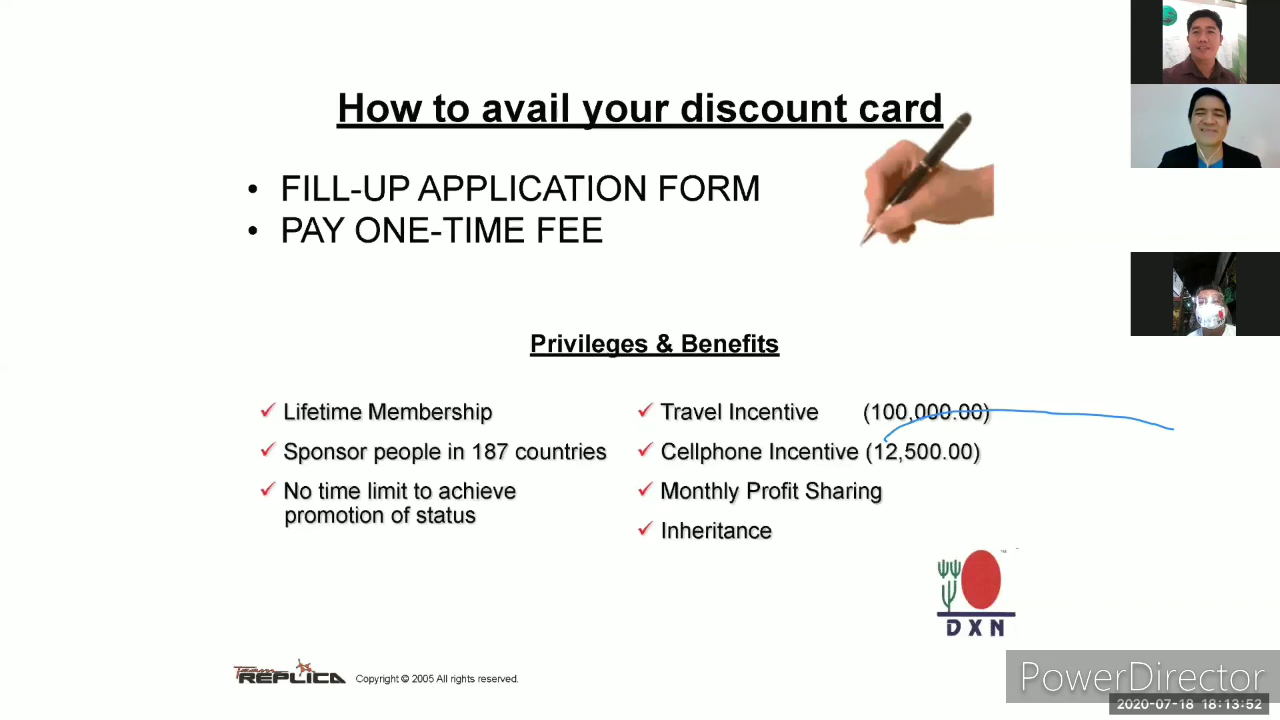 How to avail your discount card
• FILL-UP APPLICATION FORM
• PAY ONE-TIME FEE
Privileges & Benefits
✓ Lifetime Membership
✓ Sponsor people in 187 countries
✓ No time limit to achieve
promotion of status
✓ Travel Incentive (100,000.00)
✓ Cellphone Incentive (12,500.00)
✓ Monthly Profit Sharing
✓ Inheritance
DXN
Team
REPLICA
Copyright © 2005 All rights reserved.
PowerDirector
2020-07-18 18:13:52